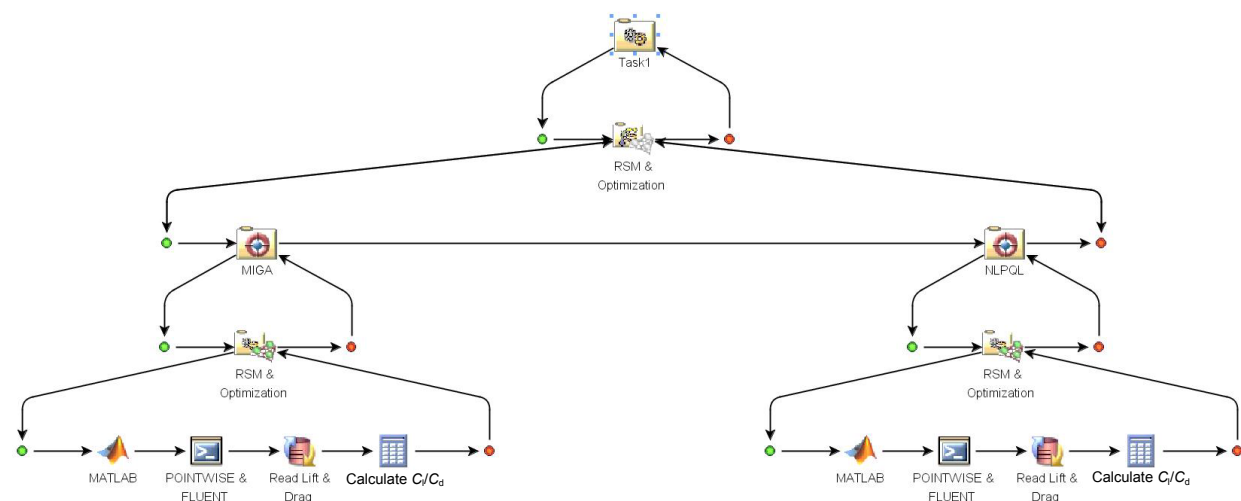 Task1
RSM &
Optimization
MIGA
NLPQL
RSM &
Optimization
RSM &
Optimization
MATLAB
POINTWISE &
FLUENT
Read Lift &
Drag
Calculate Cl/Cd
MATLAB
POINTWISE &
FLUENT
Read Lift &
Drag
Calculate Cl/Cd